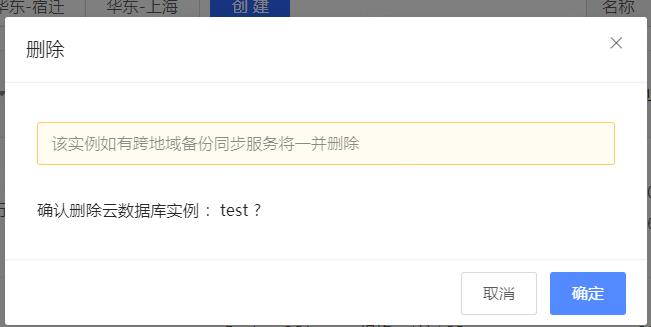 华东-宿迁 华东-上海 创 建 名称
删除
该实例如有跨地域备份同步服务将一并删除
确认删除云数据库实例： test ?
取消 确定